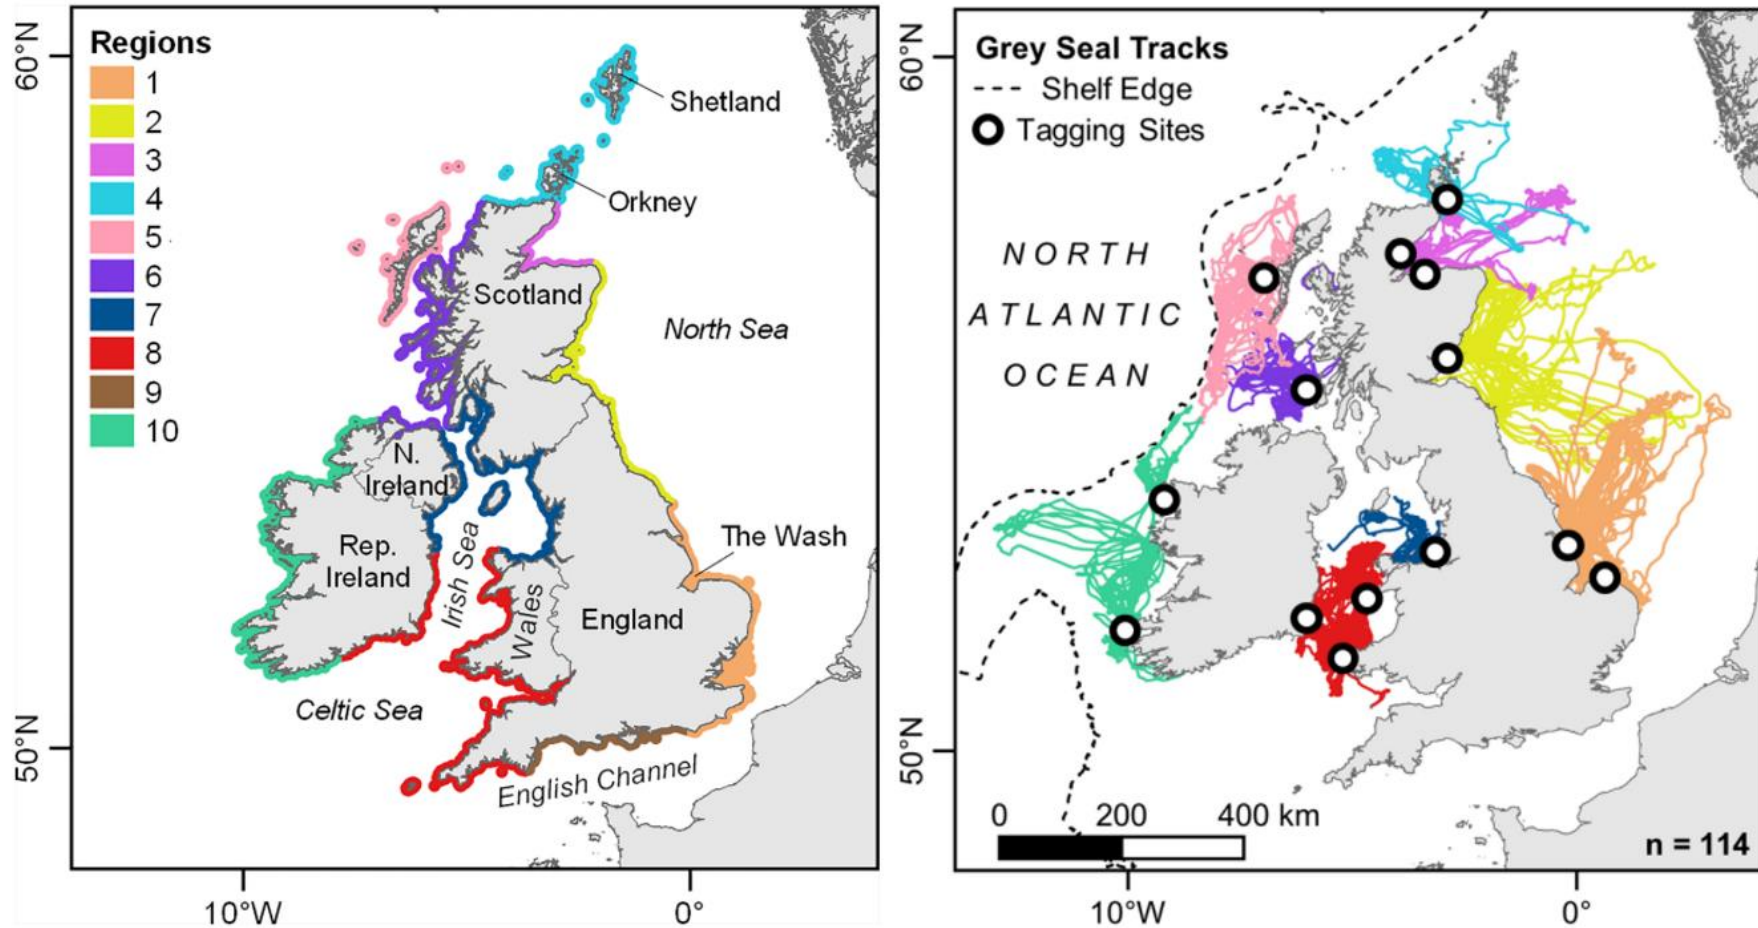 Regions
1
2
3
4
5
6
7
8
9
10
60°N
50°N
10°W
0°
Shetland
Orkney
Scotland
North Sea
N.
Ireland
Rep.
Ireland
Irish Sea
The Wash
Wales
England
Celtic Sea
English Channel
Grey Seal Tracks
Shelf Edge
Tagging Sites
NORTH
ATLANTIC
OCEAN
60°N
50°N
0 200 400 km
n = 114
10°W
0°